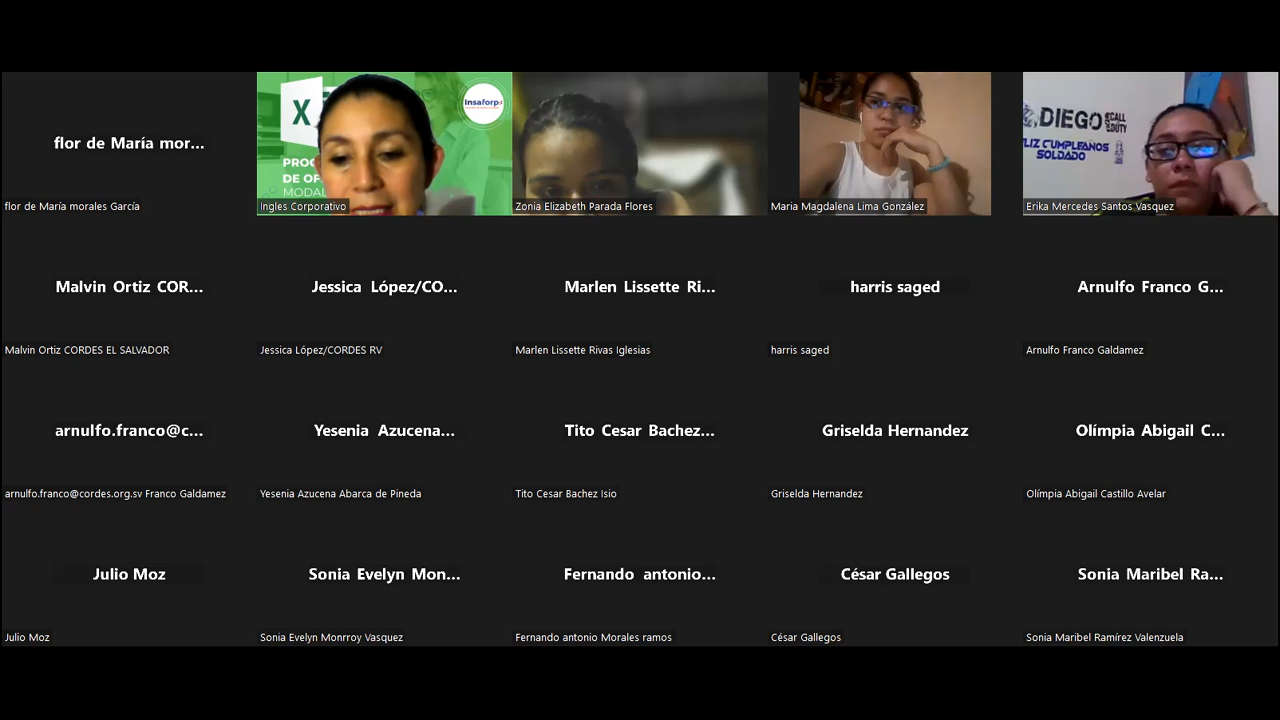 flor de María mor...
flor de María morales García
X
Insaforp
PROG
DE OF
MODAL
Ingles Corporativo
Zonia Elizabeth Parada Flores
Maria Magdalena Lima González
DIEGO
CALL
OF
DUTY
LIZ CUMPLEAÑOS
SOLDADO
Erika Mercedes Santos Vasquez
Malvin Ortiz COR...
Malvin Ortiz CORDES EL SALVADOR
Jessica López/CO...
Jessica López/CORDES RV
Marlen Lissette Ri...
Marlen Lissette Rivas Iglesias
harris saged
harris saged
Arnulfo Franco G...
Arnulfo Franco Galdamez
arnulfo.franco@c...
arnulfo.franco@cordes.org.sv Franco Galdamez
Yesenia Azucena...
Yesenia Azucena Abarca de Pineda
Tito Cesar Bachez...
Tito Cesar Bachez Isio
Griselda Hernandez
Griselda Hernandez
Olímpia Abigail C...
Olímpia Abigail Castillo Avelar
Julio Moz
Julio Moz
Sonia Evelyn Mon...
Sonia Evelyn Monrroy Vasquez
Fernando antonio...
Fernando antonio Morales ramos
César Gallegos
César Gallegos
Sonia Maribel Ra...
Sonia Maribel Ramírez Valenzuela